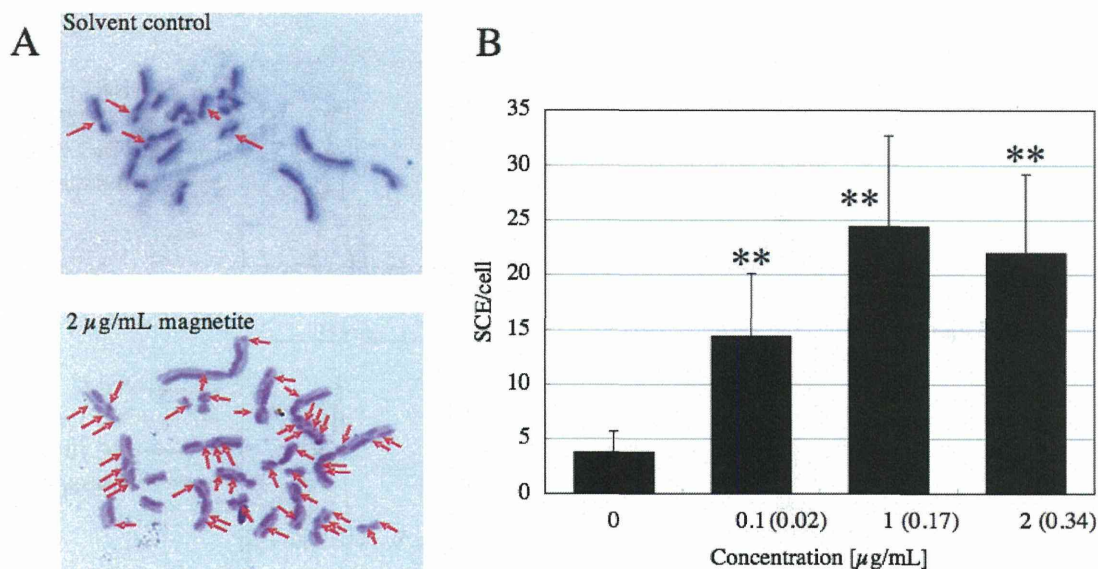 A
Solvent control
2 µg/mL magnetite
B
SCE/cell
35
30
25
20
15
10
5
0
**
**
**
0
0.1 (0.02)
1 (0.17)
2 (0.34)
Concentration [µg/mL]